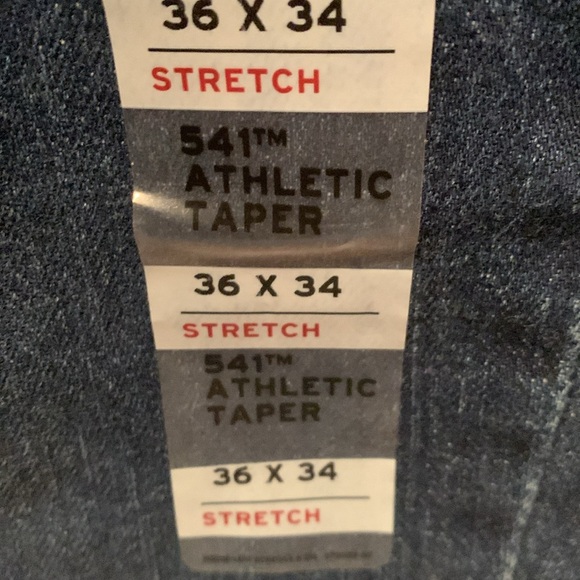 36 X 34
STRETCH
541™
ATHLETIC
TAPER
36 X 34
STRETCH
541™
ATHLETIC
TAPER
36 X 34
STRETCH